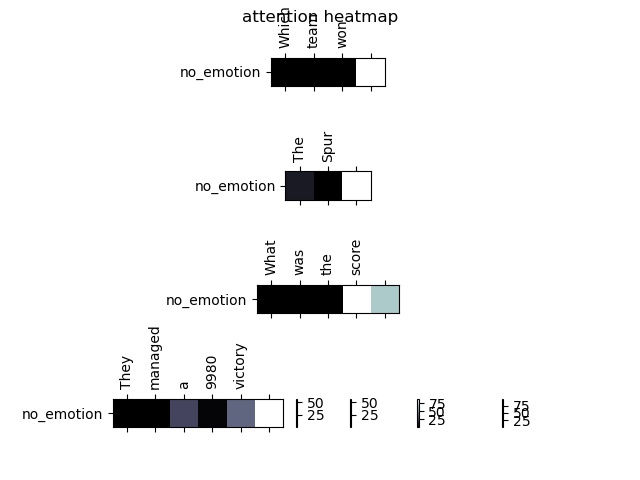 attention heatmap
Which team won
no_emotion
The Spur
no_emotion
What was the score
no_emotion
They managed a 9980 victory
no_emotion
50 50 75 75
50 50
25 25 25 25